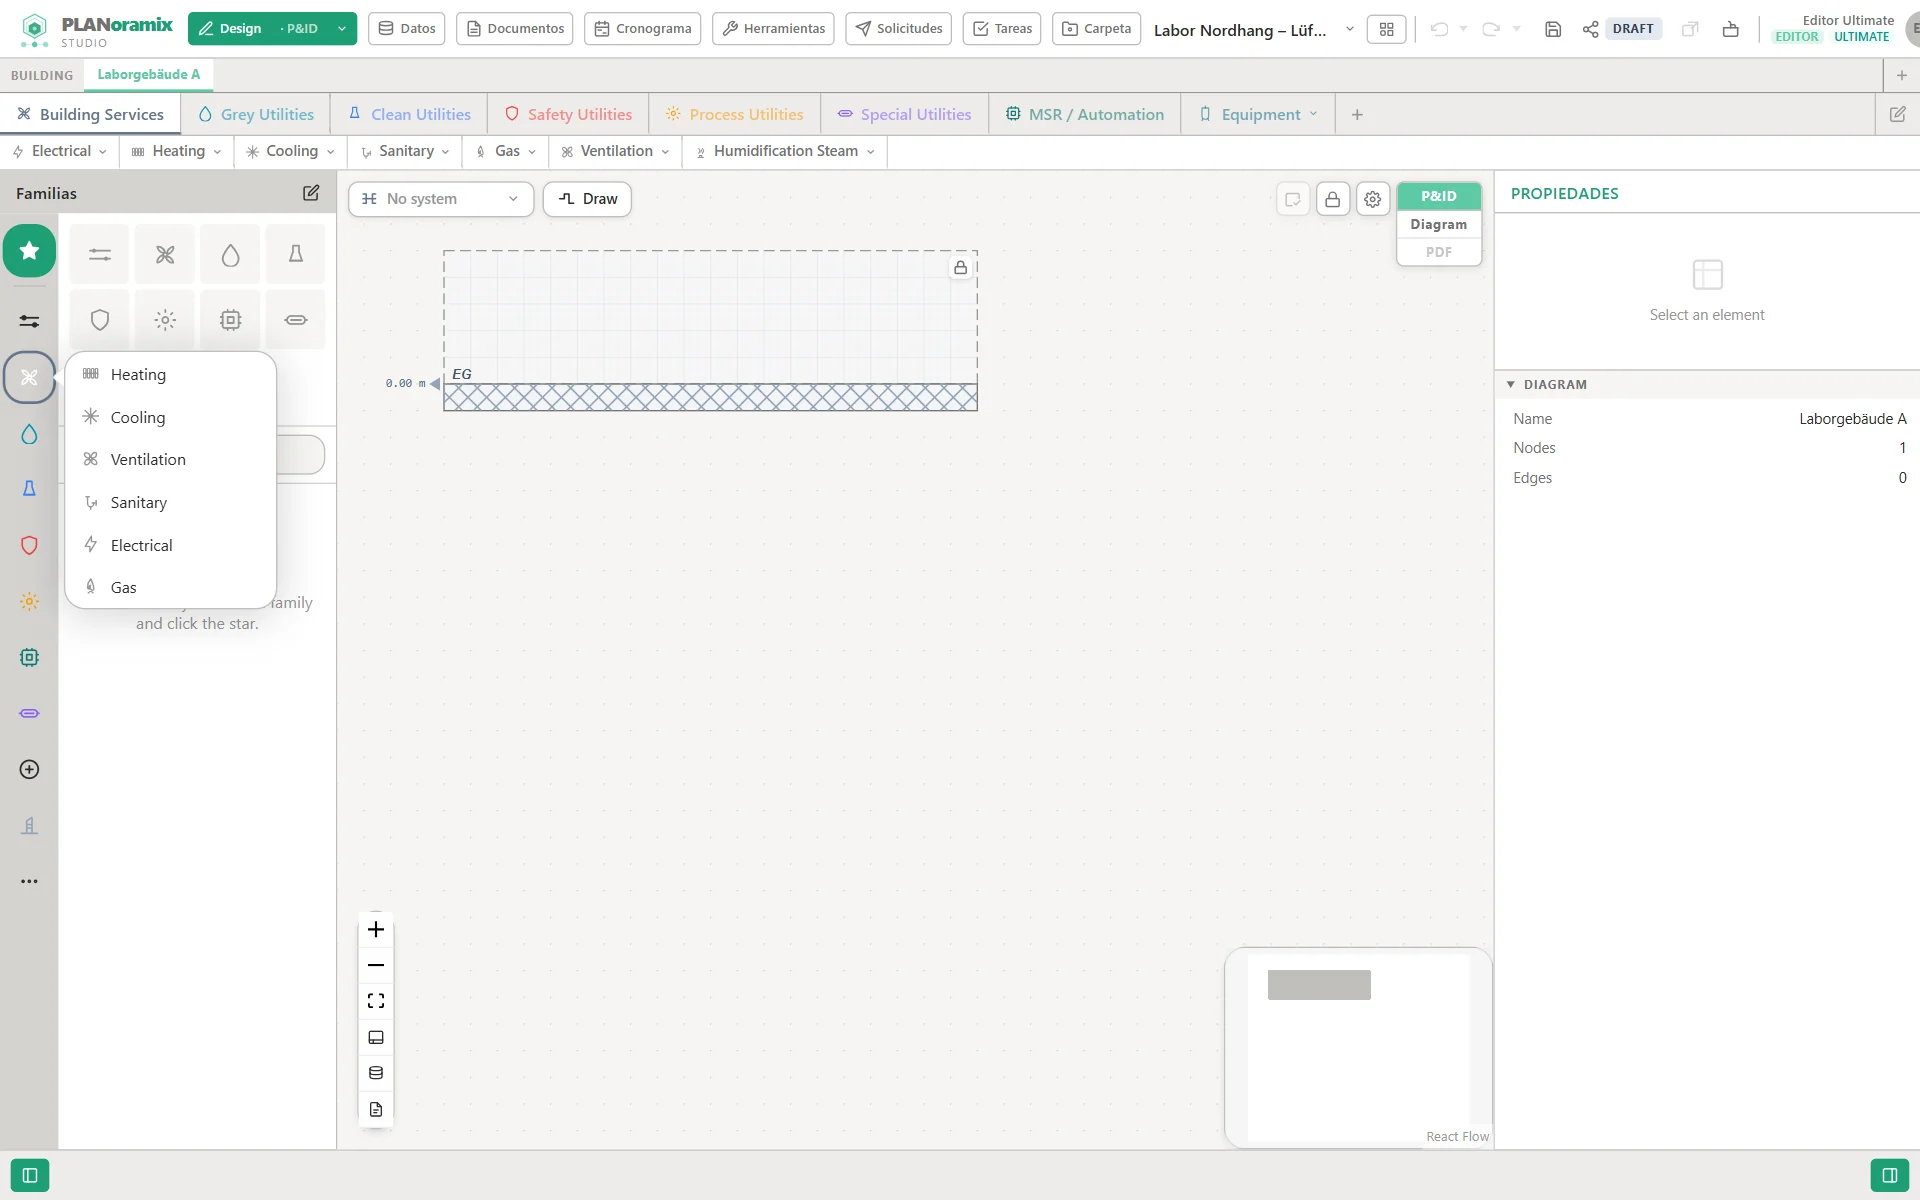 PLANoramix
STUDIO
Design · P&ID
Datos
Documentos
Cronograma
Herramientas
Solicitudes
Tareas
Carpeta
Labor Nordhang – Lüf...
DRAFT
Editor Ultimate
EDITOR ULTIMATE
BUILDING
Laborgebäude A
Building Services
Grey Utilities
Clean Utilities
Safety Utilities
Process Utilities
Special Utilities
MSR / Automation
Equipment
Electrical
Heating
Cooling
Sanitary
Gas
Ventilation
Humidification Steam
Familias
No system
Draw
P&ID
Diagram
PDF
PROPIEDADES
Select an element
DIAGRAM
Name Laborgebäude A
Nodes 1
Edges 0
0.00 m
EG
Heating
Cooling
Ventilation
Sanitary
Electrical
Gas
family
and click the star.
React Flow